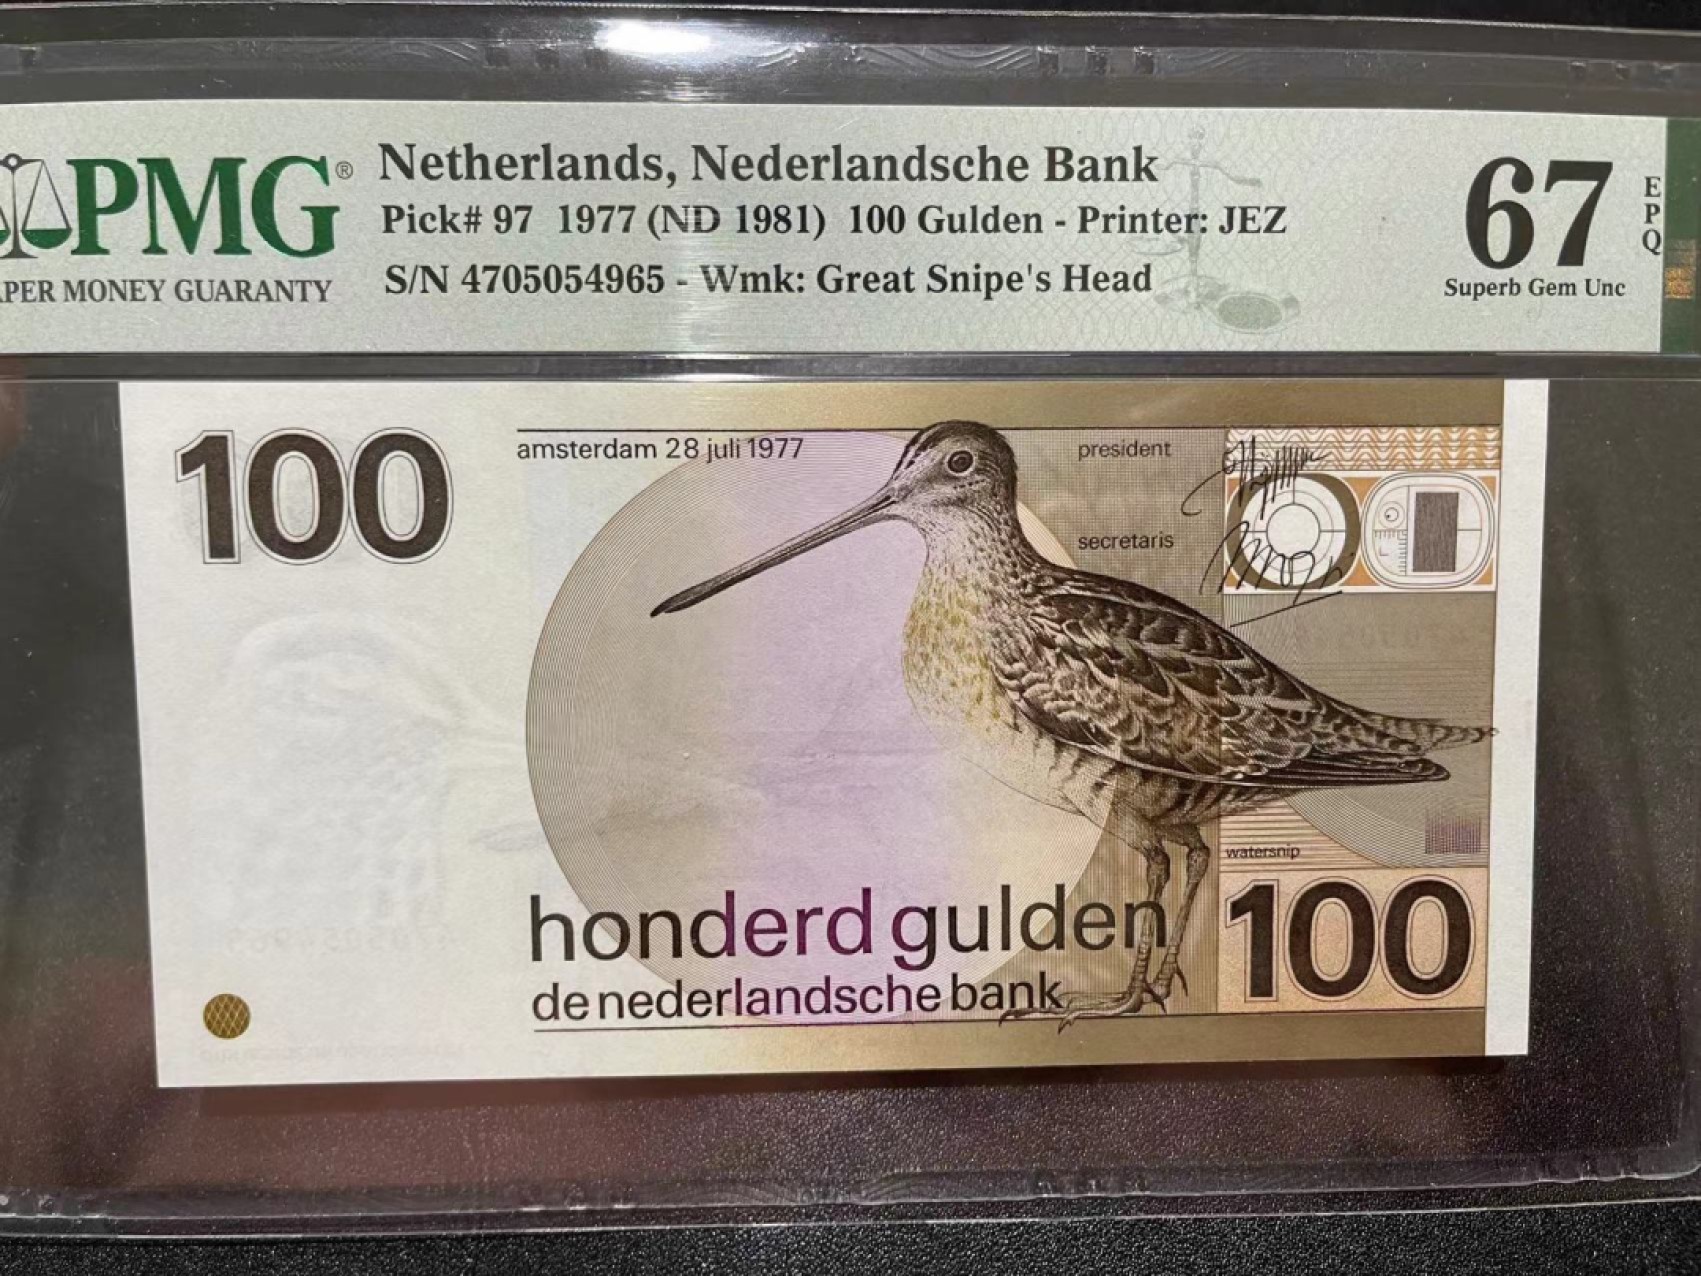 PMG®
PAPER MONEY GUARANTY
Netherlands, Nederlandsche Bank
Pick# 97 1977 (ND 1981) 100 Gulden - Printer: JEZ
S/N 4705054965 - Wmk: Great Snipe's Head
67
EPQ
Superb Gem Unc
100
amsterdam 28 juli 1977
president
secretaris
watersnip
100
honderd gulden
de nederlandsche bank